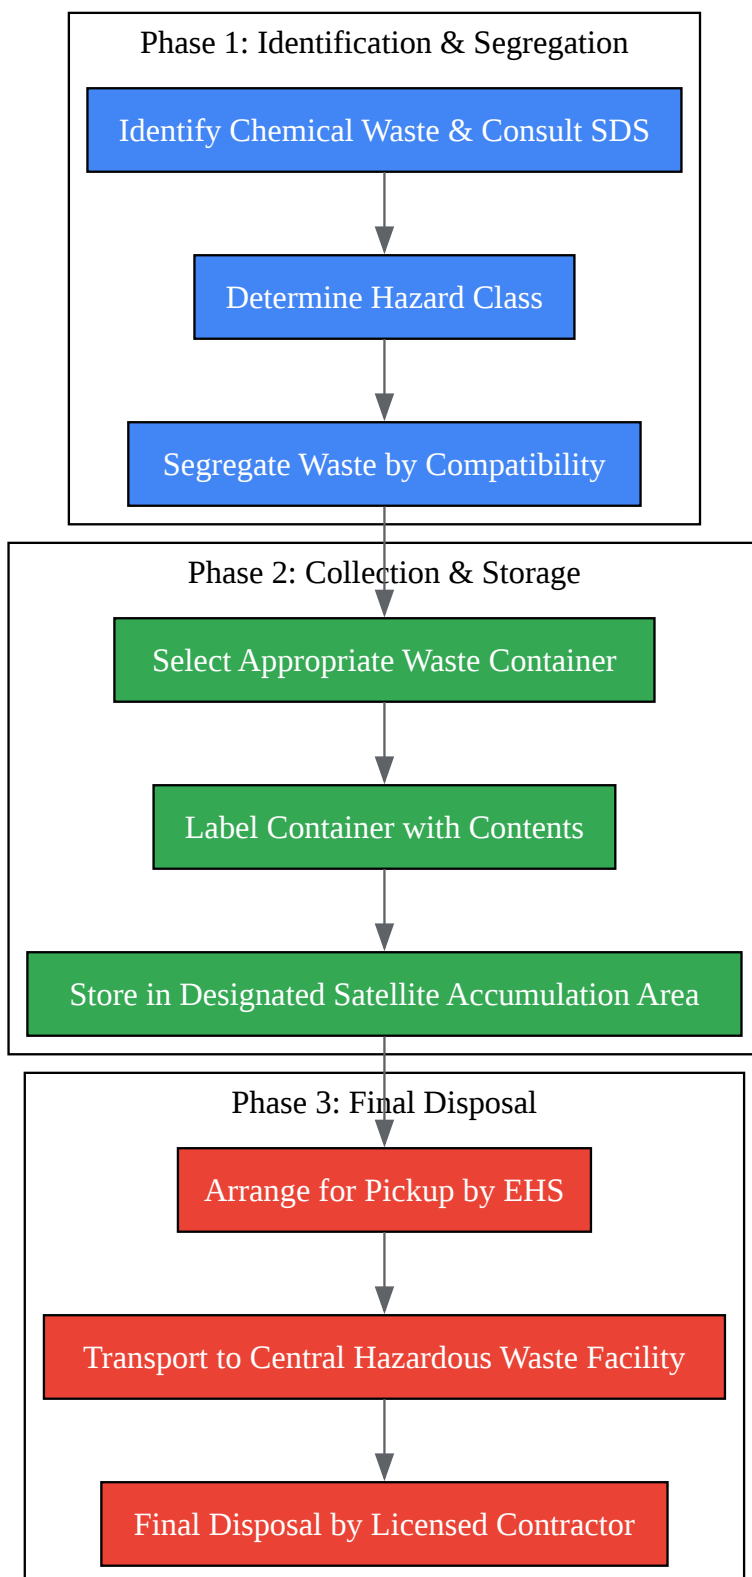 Phase 1: Identification & Segregation
Identify Chemical Waste & Consult SDS
Determine Hazard Class
Segregate Waste by Compatibility
Phase 2: Collection & Storage
Select Appropriate Waste Container
Label Container with Contents
Store in Designated Satellite Accumulation Area
Phase 3: Final Disposal
Arrange for Pickup by EHS
Transport to Central Hazardous Waste Facility
Final Disposal by Licensed Contractor